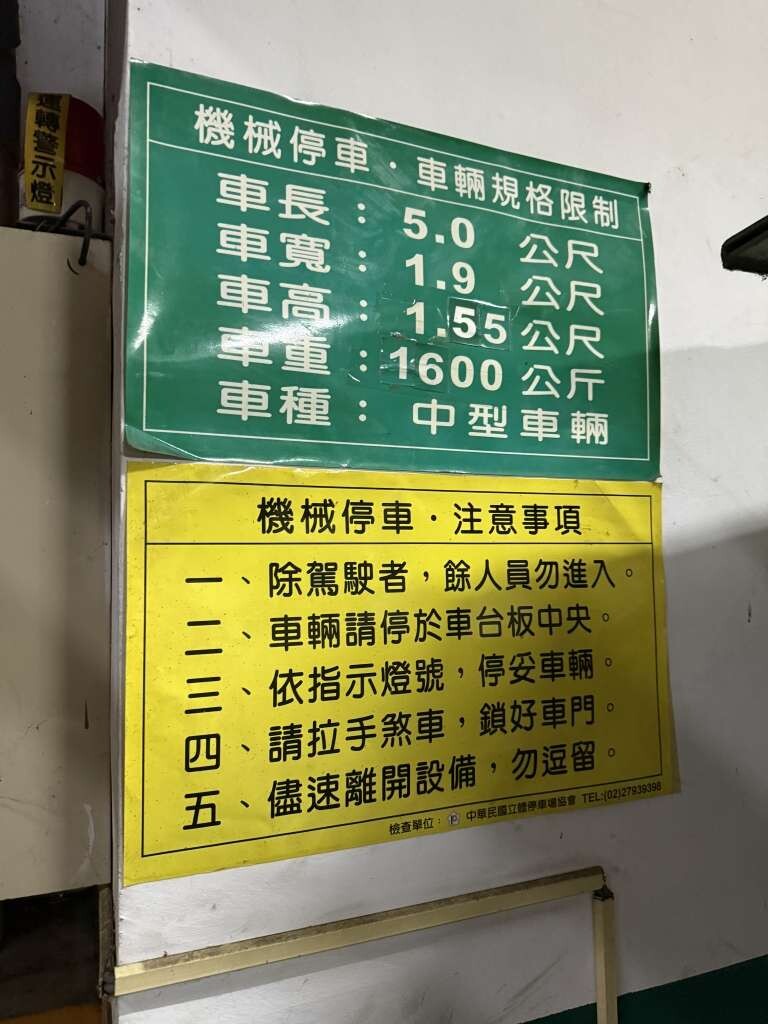 運轉警示燈
機械停車・車輛規格限制
車長：5.0 公尺
車寬：1.9 公尺
車高：1.55 公尺
車重：1600 公斤
車種：中型車輛
機械停車・注意事項
一、除駕駛者，餘人員勿進入。
二、車輛請停於車台板中央。
三、依指示燈號，停妥車輛。
四、請拉手煞車，鎖好車門。
五、儘速離開設備，勿逗留。
檢查單位： 中華民國立體停車場協會 TEL:(02)27939398